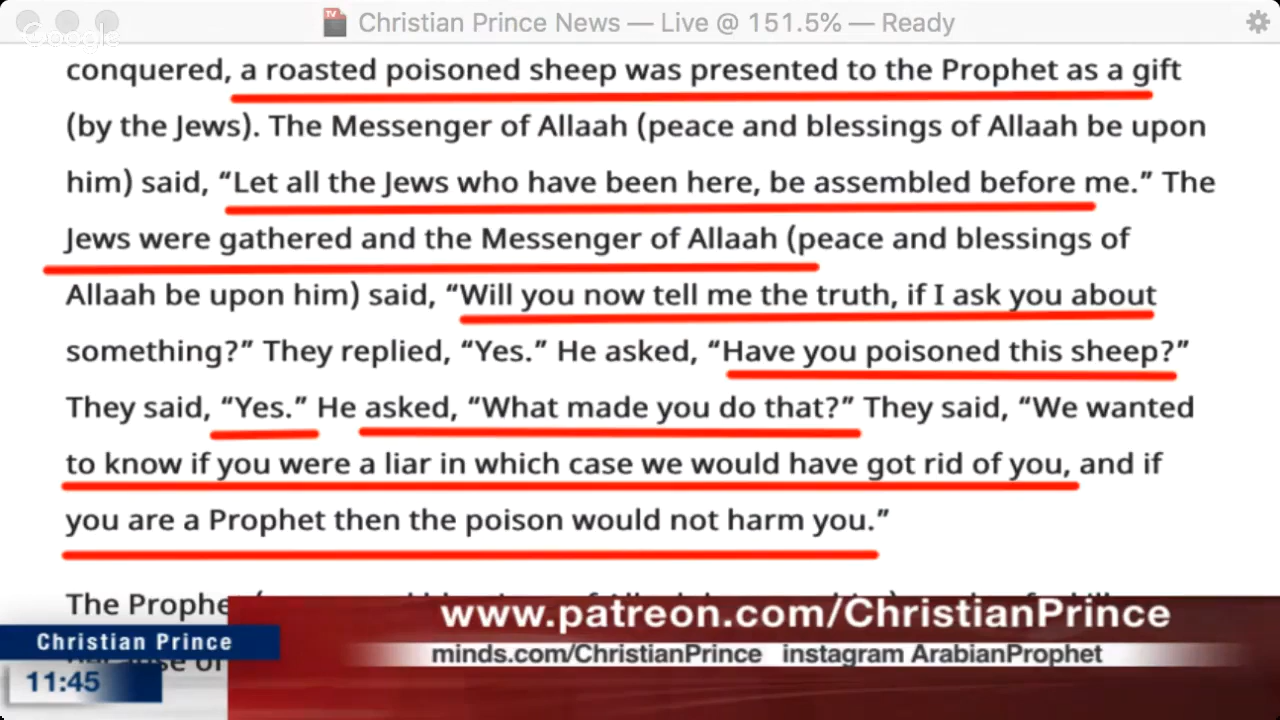 Christian Prince News — Live @ 151.5% — Ready
Google
conquered, a roasted poisoned sheep was presented to the Prophet as a gift
(by the Jews). The Messenger of Allaah (peace and blessings of Allaah be upon
him) said, “Let all the Jews who have been here, be assembled before me.” The
Jews were gathered and the Messenger of Allaah (peace and blessings of
Allaah be upon him) said, “Will you now tell me the truth, if I ask you about
something?” They replied, “Yes.” He asked, “Have you poisoned this sheep?”
They said, “Yes.” He asked, “What made you do that?” They said, “We wanted
to know if you were a liar in which case we would have got rid of you, and if
you are a Prophet then the poison would not harm you.”
The
www.patreon.com/ChristianPrince
Christian Prince
minds.com/ChristianPrince instagram ArabianProphet
11:45